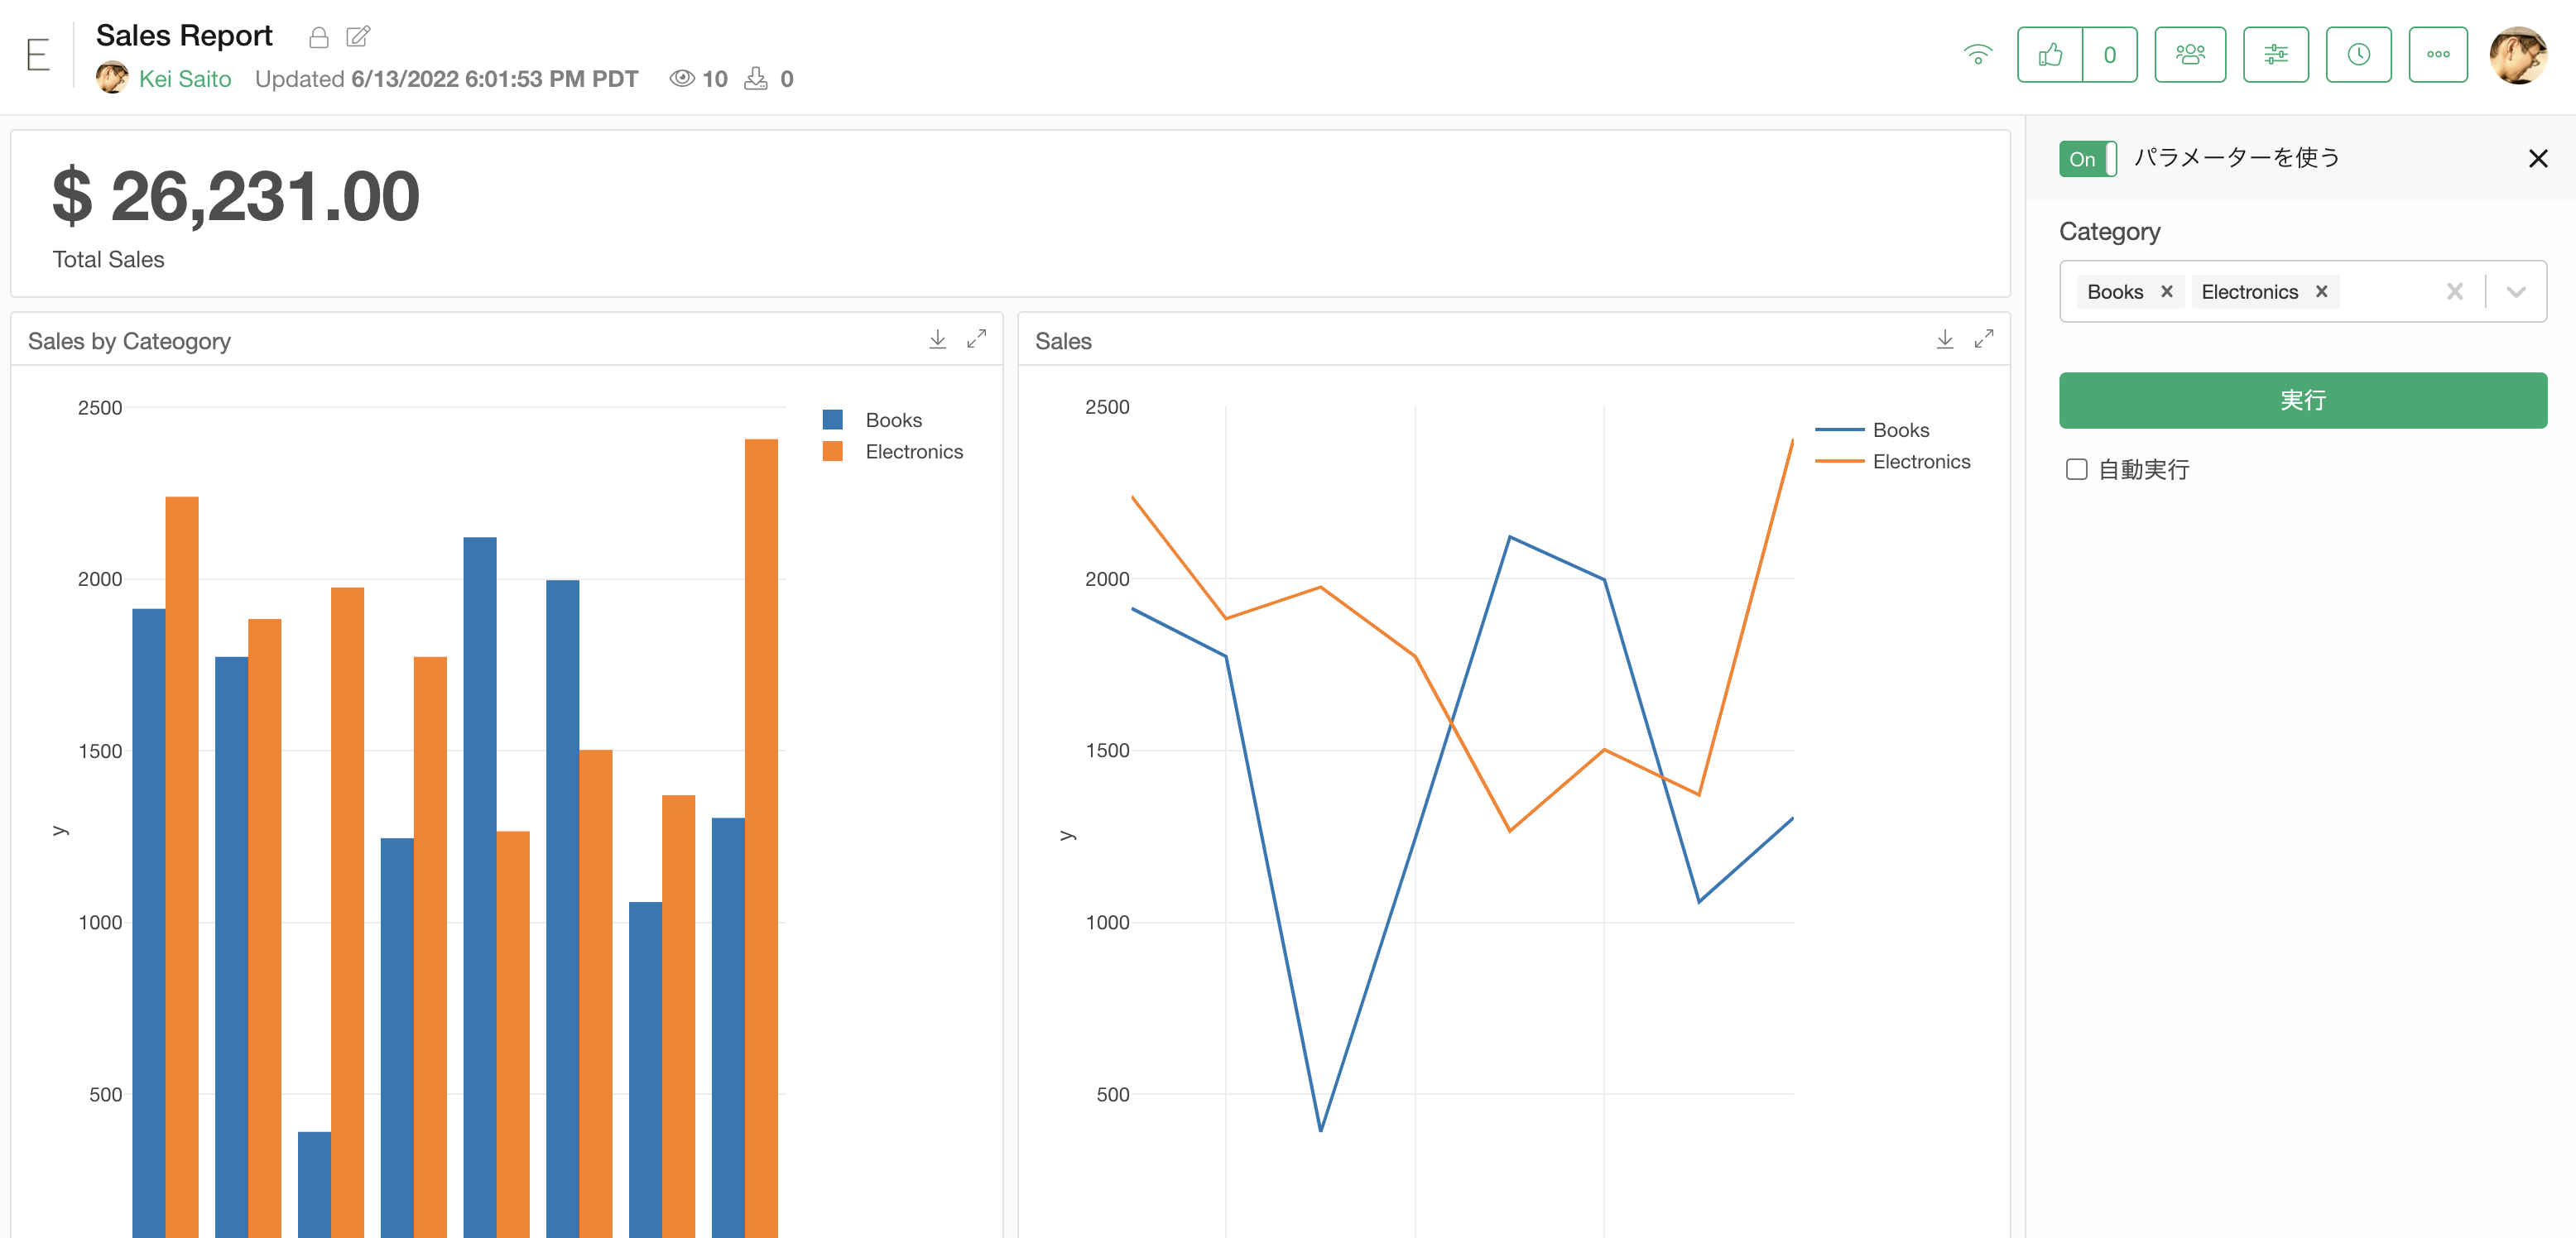 E
Sales Report
Kei Saito Updated 6/13/2022 6:01:53 PM PDT 10 0
0
$ 26,231.00
Total Sales
Sales by Cateogory
2500
2000
1500
1000
500
y
Books
Electronics
Sales
2500
2000
1500
1000
500
y
Books
Electronics
On パラメーターを使う
Category
Books Electronics
実行
自動実行